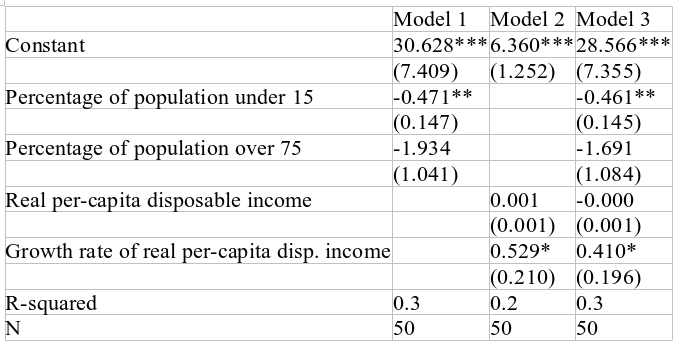 Model 1 Model 2 Model 3
Constant 30.628*** 6.360*** 28.566***
(7.409) (1.252) (7.355)
Percentage of population under 15 -0.471** -0.461**
(0.147) (0.145)
Percentage of population over 75 -1.934 -1.691
(1.041) (1.084)
Real per-capita disposable income 0.001 -0.000
(0.001) (0.001)
Growth rate of real per-capita disp. income 0.529* 0.410*
(0.210) (0.196)
R-squared 0.3 0.2 0.3
N 50 50 50